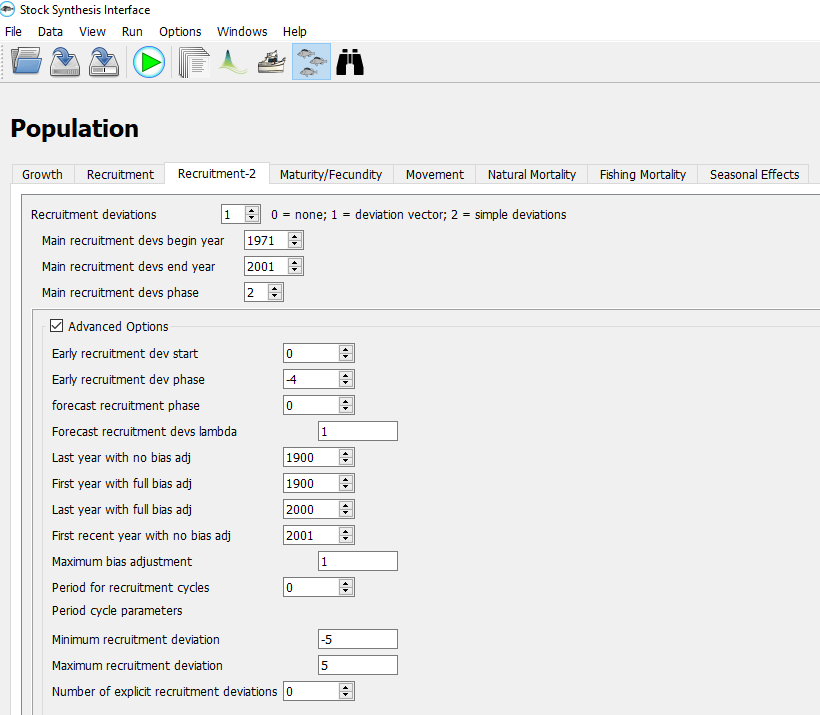 Stock Synthesis Interface
File Data View Run Options Windows Help
Population
Growth Recruitment Recruitment-2 Maturity/Fecundity Movement Natural Mortality Fishing Mortality Seasonal Effects
Recruitment deviations 1 0 = none; 1 = deviation vector; 2 = simple deviations
Main recruitment devs begin year 1971
Main recruitment devs end year 2001
Main recruitment devs phase 2
Advanced Options
Early recruitment dev start 0
Early recruitment dev phase -4
forecast recruitment phase 0
Forecast recruitment devs lambda 1
Last year with no bias adj 1900
First year with full bias adj 1900
Last year with full bias adj 2000
First recent year with no bias adj 2001
Maximum bias adjustment 1
Period for recruitment cycles 0
Period cycle parameters
Minimum recruitment deviation -5
Maximum recruitment deviation 5
Number of explicit recruitment deviations 0